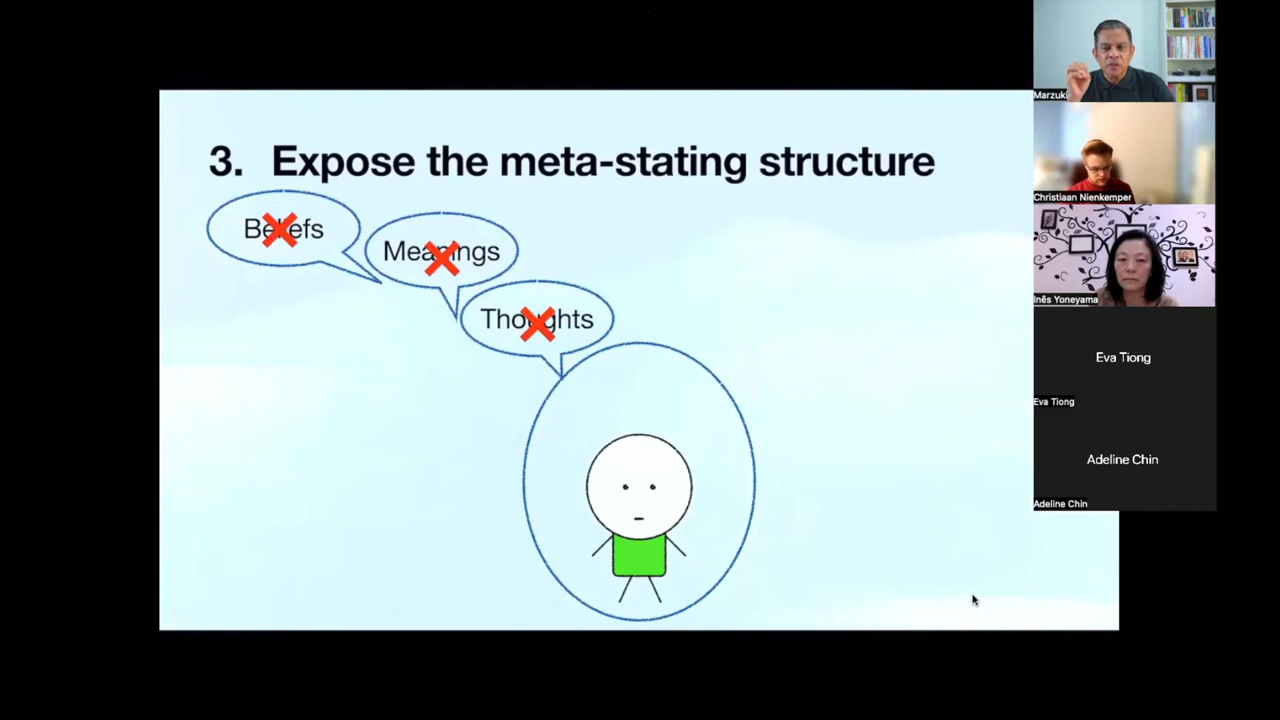 3. Expose the meta-stating structure
Beliefs
Meanings
Thoughts
Marzuki
Christiaan Nienkemper
Inês Yoneyama
Eva Tiong
Eva Tiong
Adeline Chin
Adeline Chin